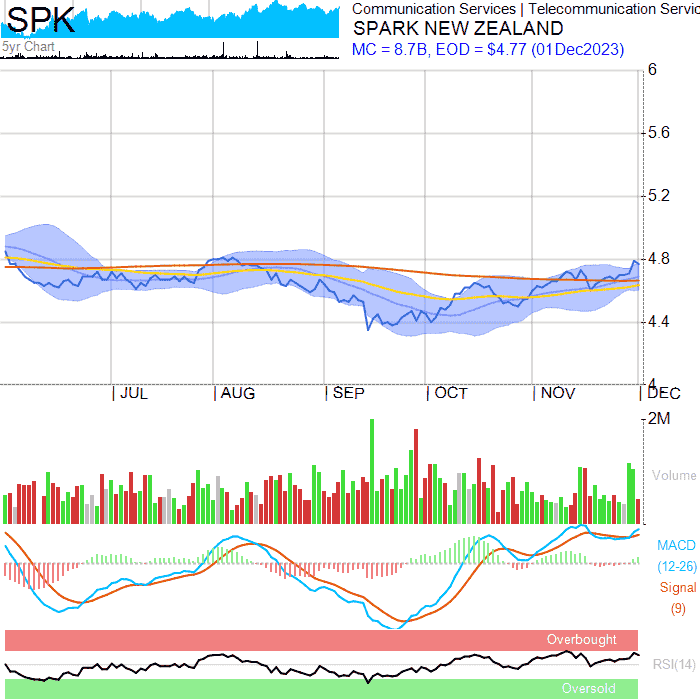 SPK
5yr Chart
Communication Services | Telecommunication Servic
SPARK NEW ZEALAND
MC = 8.7B, EOD = $4.77 (01Dec2023)
6
5.6
5.2
4.8
4.4
4
| JUL | AUG | SEP | OCT | NOV | DEC
2M
Volume
MACD
(12-26)
Signal
(9)
Overbought
RSI(14)
Oversold